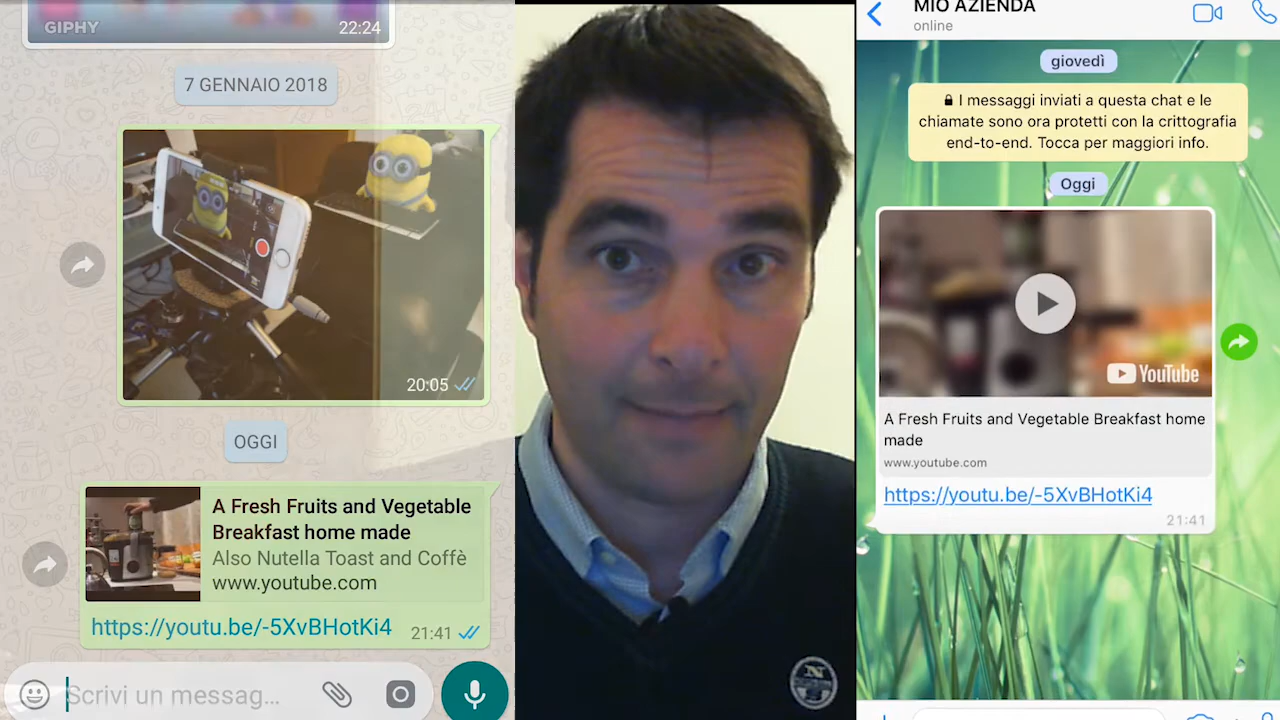 GIPHY
22:24
7 GENNAIO 2018
20:05
OGGI
A Fresh Fruits and Vegetable
Breakfast home made
Also Nutella Toast and Coffè
www.youtube.com
https://youtu.be/-5XvBHotKi4
21:41
Scrivi un messag...
N
MIO AZIENDA
online
giovedì
I messaggi inviati a questa chat e le
chiamate sono ora protetti con la crittografia
end-to-end. Tocca per maggiori info.
Oggi
YouTube
A Fresh Fruits and Vegetable Breakfast home
made
www.youtube.com
https://youtu.be/-5XvBHotKi4
21:41